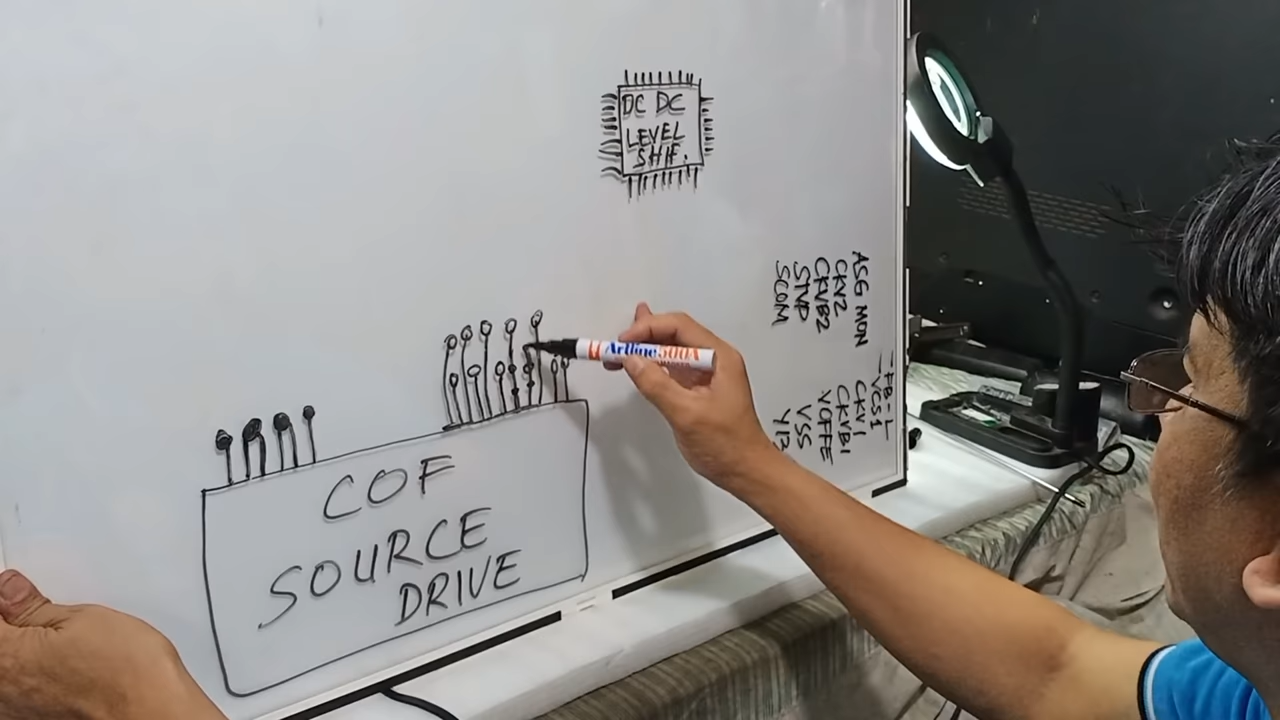 DC DC
LEVEL
SHIF.
ASG MON
CKV2
CKVB2
STVP
SCOM
FB-L
VCS1
CKV1
CKVB1
VOFFE
VSS
COF
SOURCE
DRIVE
Artline 500A